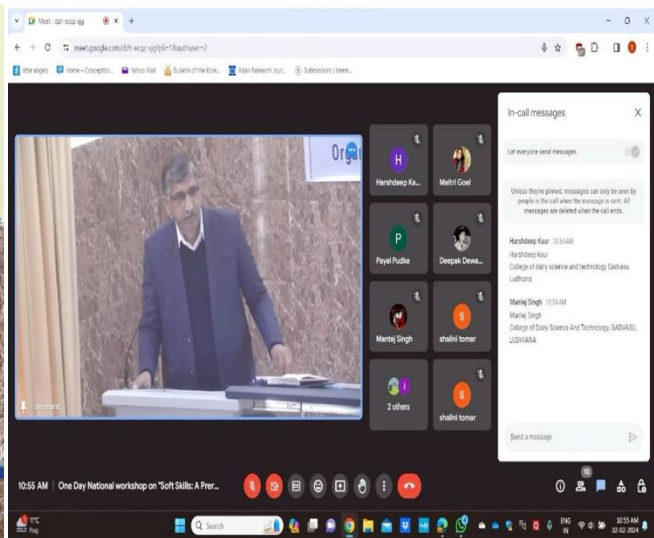 Meet - dzh-ecqz-xjg
meet.google.com/dzh-ecqz-xjg?pli=1&authuser=2
little angels
Home - Conception...
Yahoo Mail
Bulletin of the Kore...
Asian Research Jour...
Submissions | Intern...
Organ
Harshdeep Ka...
Maitri Goel
Payal Pudke
Deepak Dewa...
Mantej Singh
shalini tomar
2 others
shalini tomar
In-call messages
Let everyone send messages
Unless they're pinned, messages can only be seen by
people in the call when the message is sent. All
messages are deleted when the call ends.
Harshdeep Kaur 10:53 AM
Harshdeep kaur
College of dairy science and technology Gadvasu
Ludhiana
Mantej Singh 10:54 AM
Mantej Singh
College of Dairy Science And Technology, GADVASU,
LUDHIANA
Send a message
10:55 AM | One Day National workshop on "Soft Skills: A Prer...
10
11°C
Fog
Search
ENG
IN
10:55 AM
02-02-2024